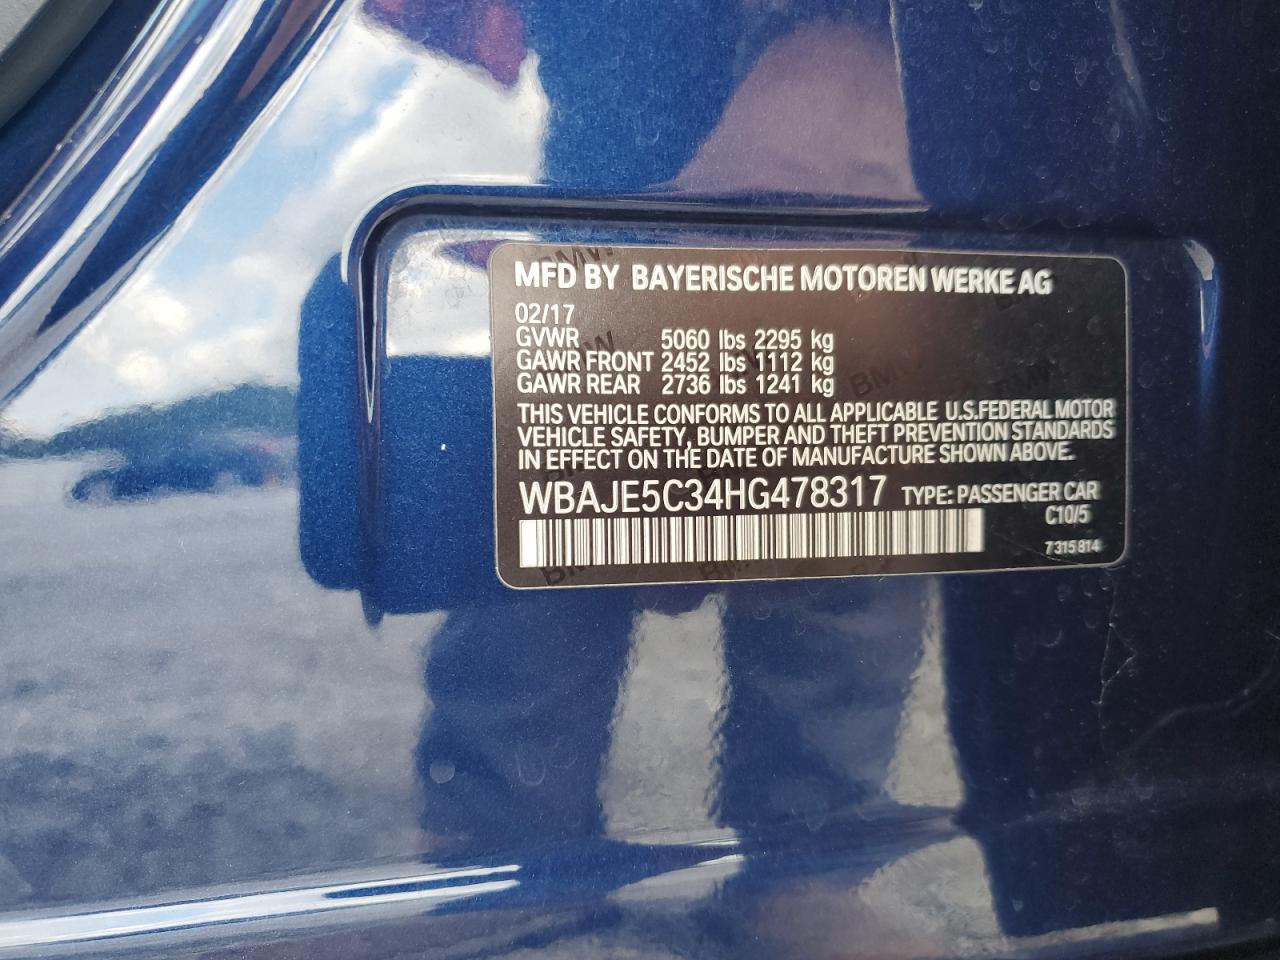 MFD BY BAYERISCHE MOTOREN WERKE AG
02/17
GVWR 5060 lbs 2295 kg
GAWR FRONT 2452 lbs 1112 kg
GAWR REAR 2736 lbs 1241 kg
THIS VEHICLE CONFORMS TO ALL APPLICABLE U.S.FEDERAL MOTOR
VEHICLE SAFETY, BUMPER AND THEFT PREVENTION STANDARDS
IN EFFECT ON THE DATE OF MANUFACTURE SHOWN ABOVE.
WBAJE5C34HG478317 TYPE: PASSENGER CAR
C10/5
7315814